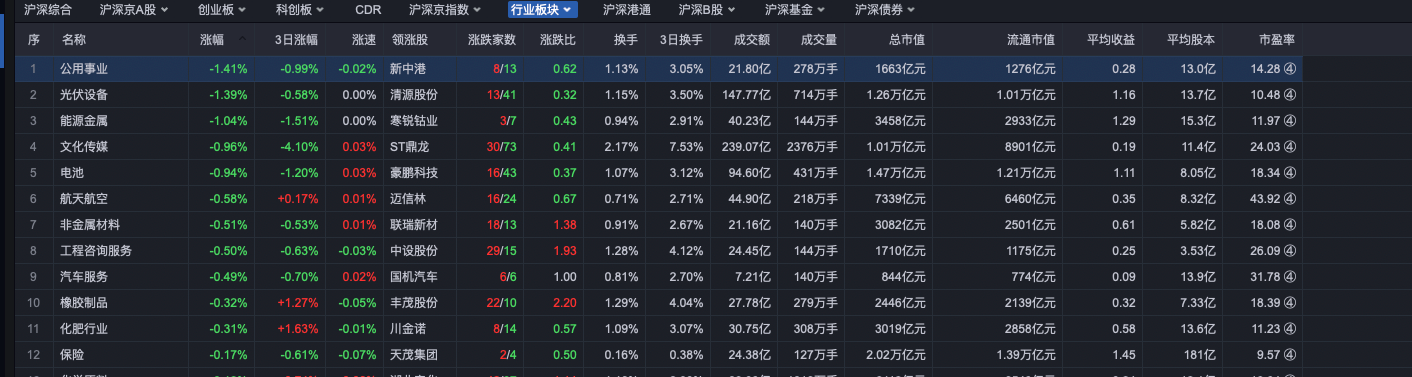 沪深综合 沪深京A股 创业板 科创板 CDR 沪深京指数 行业板块 沪深港通 沪深B股 沪深基金 沪深债券
序 名称 涨幅 3日涨幅 涨速 领涨股 涨跌家数 涨跌比 换手 3日换手 成交额 成交量 总市值 流通市值 平均收益 平均股本 市盈率
1 公用事业 -1.41% -0.99% -0.02% 新中港 8/13 0.62 1.13% 3.05% 21.80亿 278万手 1663亿元 1276亿元 0.28 13.0亿 14.28 ④
2 光伏设备 -1.39% -0.58% 0.00% 清源股份 13/41 0.32 1.15% 3.50% 147.77亿 714万手 1.26万亿元 1.01万亿元 1.16 13.7亿 10.48 ④
3 能源金属 -1.04% -1.51% 0.00% 寒锐钴业 3/7 0.43 0.94% 2.91% 40.23亿 144万手 3458亿元 2933亿元 1.29 15.3亿 11.97 ④
4 文化传媒 -0.96% -4.10% 0.03% ST鼎龙 30/73 0.41 2.17% 7.53% 239.07亿 2376万手 1.01万亿元 8901亿元 0.19 11.4亿 24.03 ④
5 电池 -0.94% -1.20% 0.03% 豪鹏科技 16/43 0.37 1.07% 3.12% 94.60亿 431万手 1.47万亿元 1.21万亿元 1.11 8.05亿 18.34 ④
6 航天航空 -0.58% +0.17% 0.01% 迈信林 16/24 0.67 0.71% 2.71% 44.90亿 218万手 7339亿元 6460亿元 0.35 8.32亿 43.92 ④
7 非金属材料 -0.51% -0.53% 0.01% 联瑞新材 18/13 1.38 0.91% 2.67% 21.16亿 140万手 3082亿元 2501亿元 0.61 5.82亿 18.08 ④
8 工程咨询服务 -0.50% -0.63% -0.03% 中设股份 29/15 1.93 1.28% 4.12% 24.45亿 144万手 1710亿元 1175亿元 0.25 3.53亿 26.09 ④
9 汽车服务 -0.49% -0.70% 0.02% 国机汽车 6/6 1.00 0.81% 2.70% 7.21亿 140万手 844亿元 774亿元 0.09 13.9亿 31.78 ④
10 橡胶制品 -0.32% +1.27% -0.05% 丰茂股份 22/10 2.20 1.29% 4.04% 27.78亿 279万手 2446亿元 2139亿元 0.32 7.33亿 18.39 ④
11 化肥行业 -0.31% +1.63% -0.01% 川金诺 8/14 0.57 1.09% 3.07% 30.75亿 308万手 3019亿元 2858亿元 0.58 13.6亿 11.23 ④
12 保险 -0.17% -0.61% -0.07% 天茂集团 2/4 0.50 0.16% 0.38% 24.38亿 127万手 2.02万亿元 1.39万亿元 1.45 181亿 9.57 ④